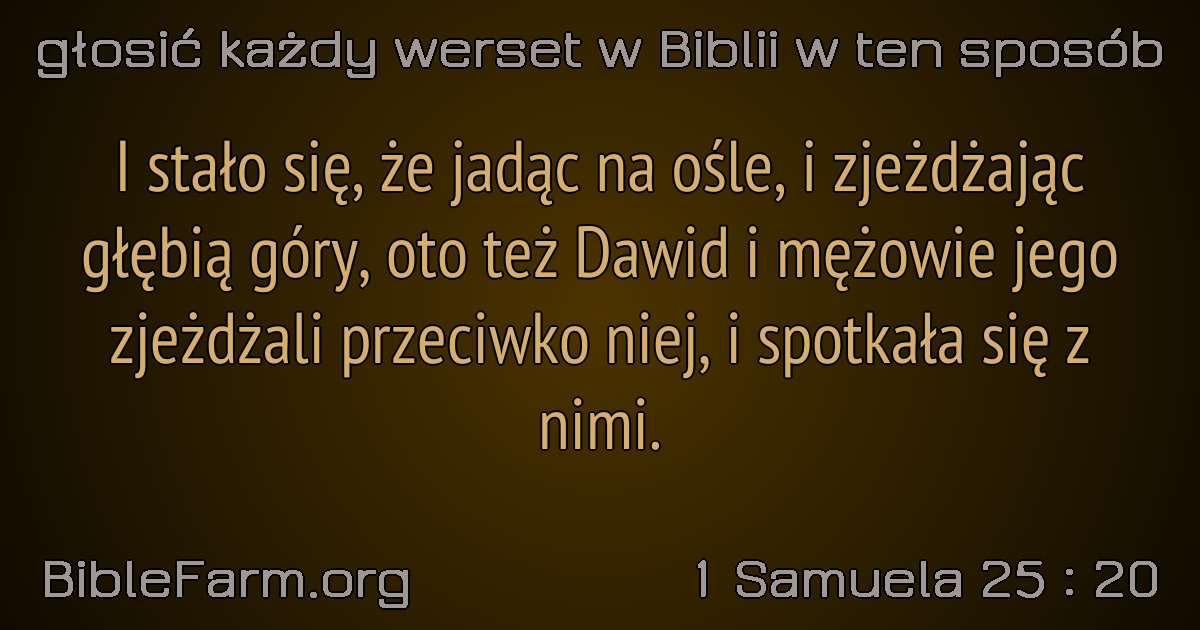 głosić każdy werset w Biblii w ten sposób
I stało się, że jadąc na ośle, i zjeżdżając
głębią góry, oto też Dawid i mężowie jego
zjeżdżali przeciwko niej, i spotkała się z
nimi.
BibleFarm.org
1 Samuela 25 : 20